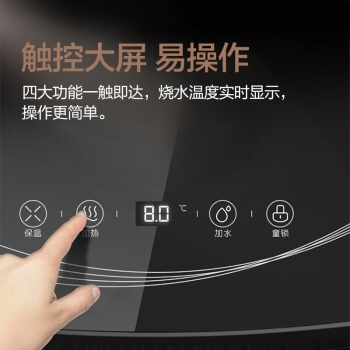 触控大屏 易操作
四大功能一触即达，烧水温度实时显示，
操作更简单。
8.0 ℃
保温 加热 加水 童锁